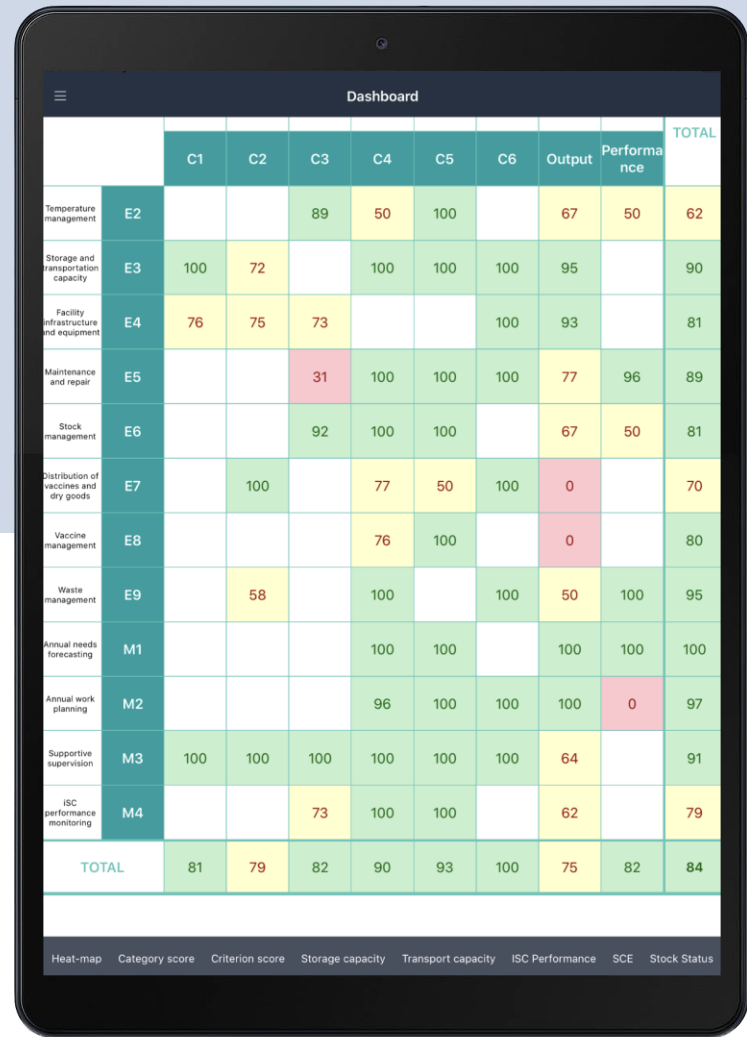 Dashboard
TOTAL
C1 C2 C3 C4 C5 C6 Output Performa
nce
Temperature
management E2 89 50 100 67 50 62
Storage and
transportation
capacity E3 100 72 100 100 100 95 90
Facility
infrastructure
and equipment E4 76 75 73 100 93 81
Maintenance
and repair E5 31 100 100 100 77 96 89
Stock
management E6 92 100 100 67 50 81
Distribution of
vaccines and
dry goods E7 100 77 50 100 0 70
Vaccine
management E8 76 100 0 80
Waste
management E9 58 100 100 50 100 95
Annual needs
forecasting M1 100 100 100 100 100
Annual work
planning M2 96 100 100 100 0 97
Supportive
supervision M3 100 100 100 100 100 100 64 91
iSC
performance
monitoring M4 73 100 100 62 79
TOTAL 81 79 82 90 93 100 75 82 84
Heat-map Category score Criterion score Storage capacity Transport capacity ISC Performance SCE Stock Status